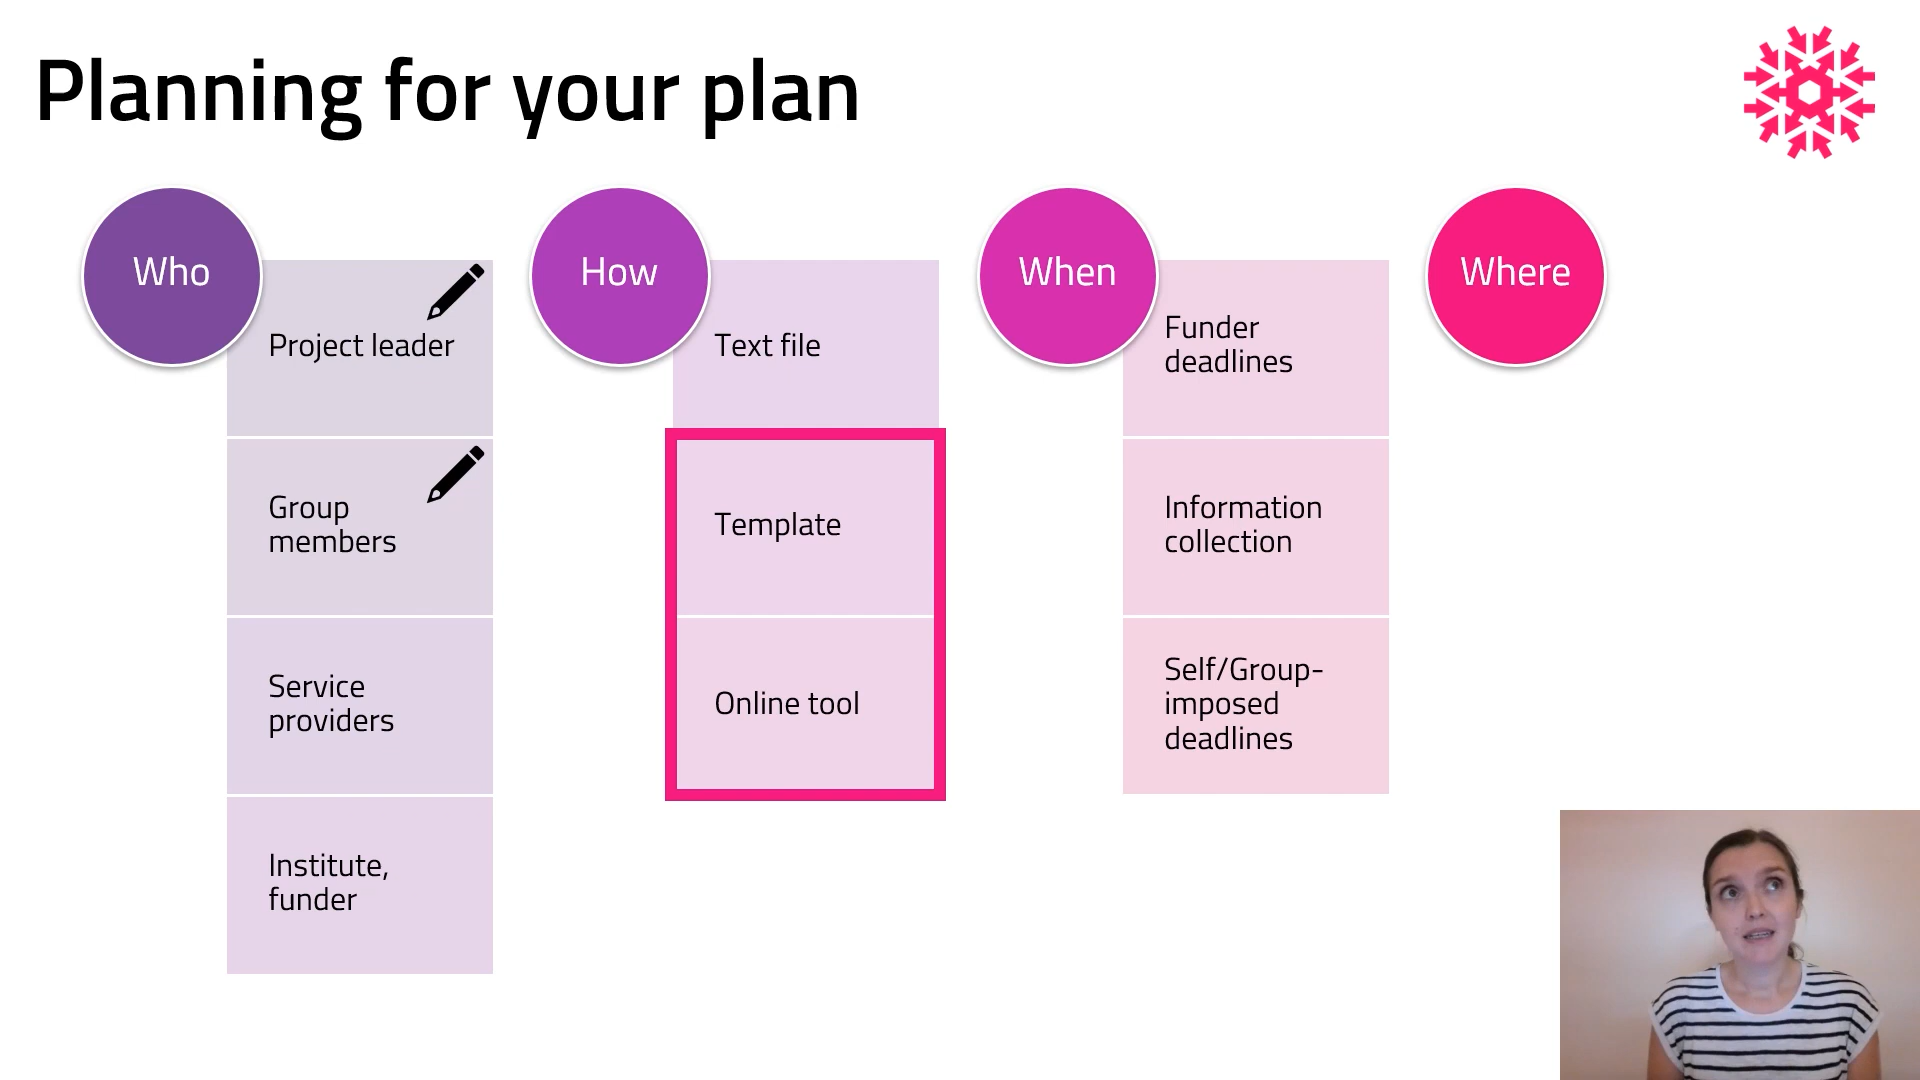 Planning for your plan
Who
Project leader
Group
members
Service
providers
Institute,
funder
How
Text file
Template
Online tool
When
Funder
deadlines
Information
collection
Self/Group-
imposed
deadlines
Where